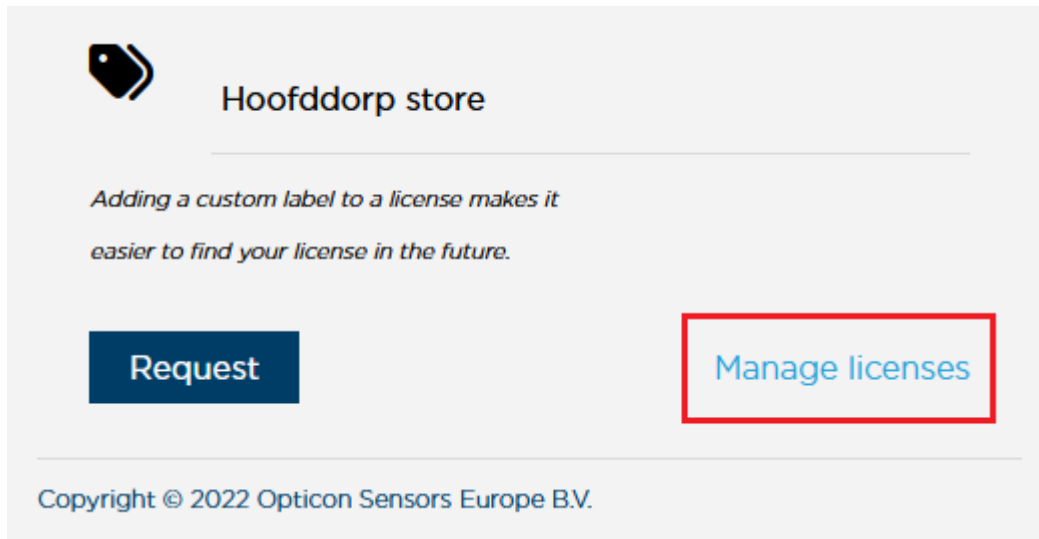 Hoofddorp store
Adding a custom label to a license makes it
easier to find your license in the future.
Request
Manage licenses
Copyright © 2022 Opticon Sensors Europe B.V.